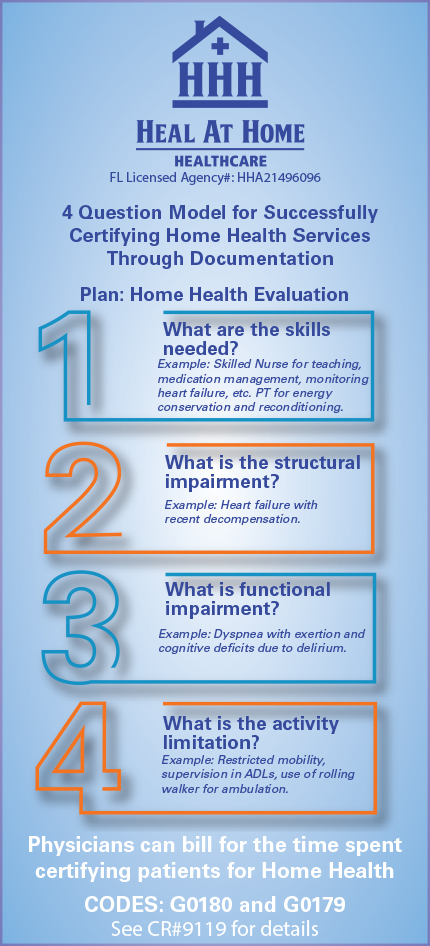 HHH
HEAL AT HOME
HEALTHCARE
FL Licensed Agency#: HHA21496096
4 Question Model for Successfully
Certifying Home Health Services
Through Documentation
Plan: Home Health Evaluation
1
What are the skills
needed?
Example: Skilled Nurse for teaching,
medication management, monitoring
heart failure, etc. PT for energy
conservation and reconditioning.
2
What is the structural
impairment?
Example: Heart failure with
recent decompensation.
3
What is functional
impairment?
Example: Dyspnea with exertion and
cognitive deficits due to delirium.
4
What is the activity
limitation?
Example: Restricted mobility,
supervision in ADLs, use of rolling
walker for ambulation.
Physicians can bill for the time spent
certifying patients for Home Health
CODES: G0180 and G0179
See CR#9119 for details